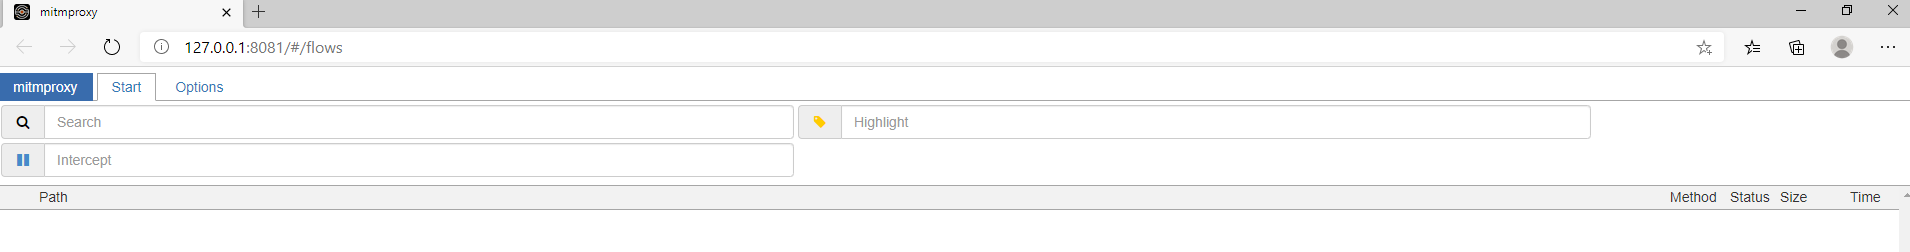 mitmproxy
127.0.0.1:8081/#/flows
mitmproxy Start Options
Search Highlight
Intercept
Path Method Status Size Time